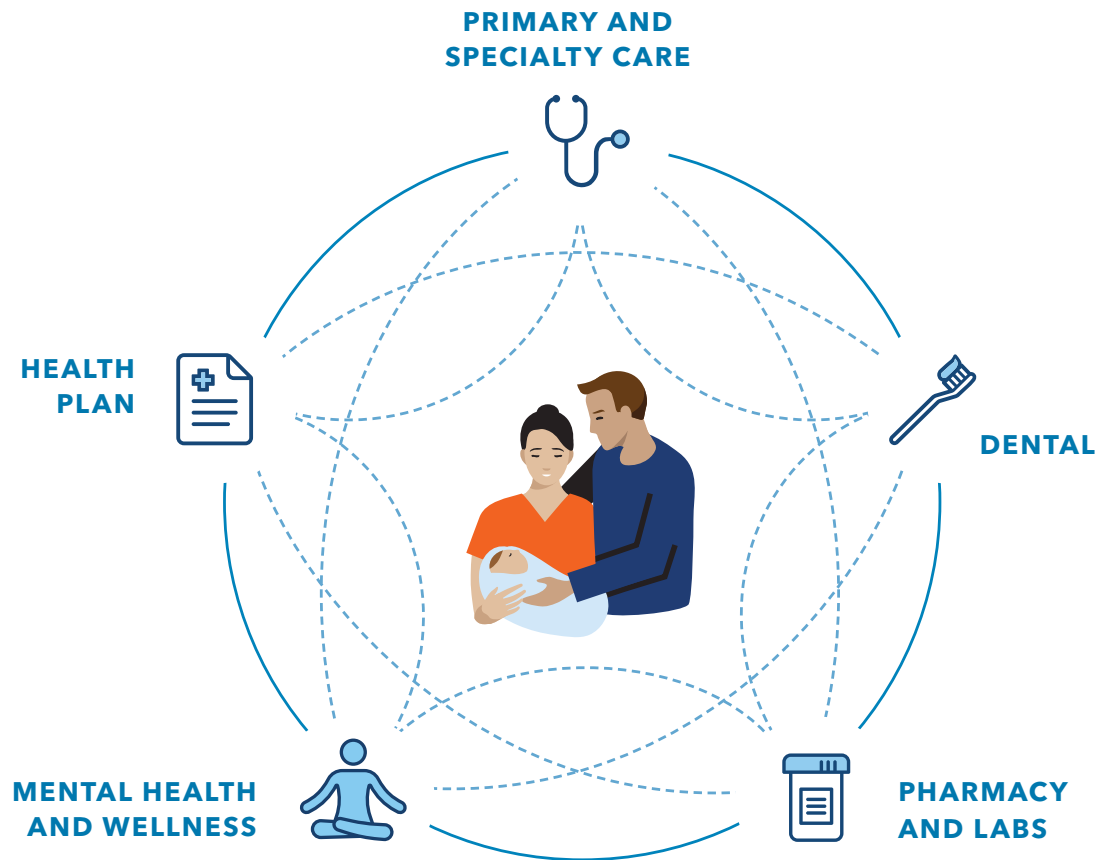 PRIMARY AND
SPECIALTY CARE
HEALTH
PLAN
DENTAL
MENTAL HEALTH
AND WELLNESS
PHARMACY
AND LABS